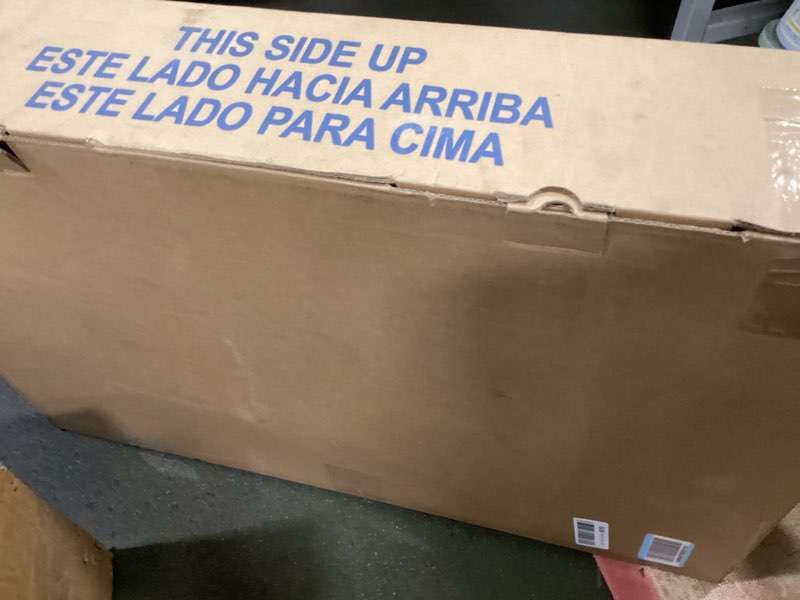 THIS SIDE UP
ESTE LADO HACIA ARRIBA
ESTE LADO PARA CIMA